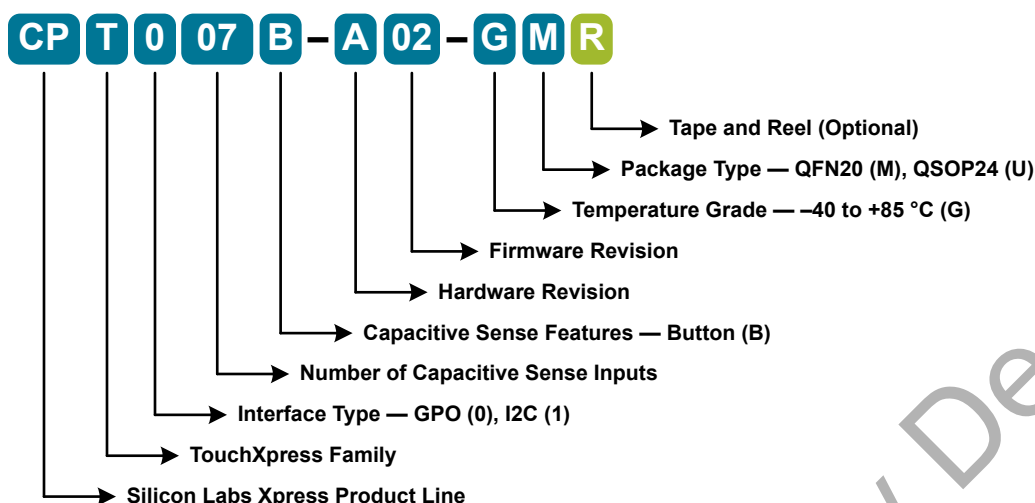 CP T 0 07 B – A 02 – G M R
Tape and Reel (Optional)
Package Type — QFN20 (M), QSOP24 (U)
Temperature Grade — –40 to +85 °C (G)
Firmware Revision
Hardware Revision
Capacitive Sense Features — Button (B)
Number of Capacitive Sense Inputs
Interface Type — GPO (0), I2C (1)
TouchXpress Family
Silicon Labs Xpress Product Line